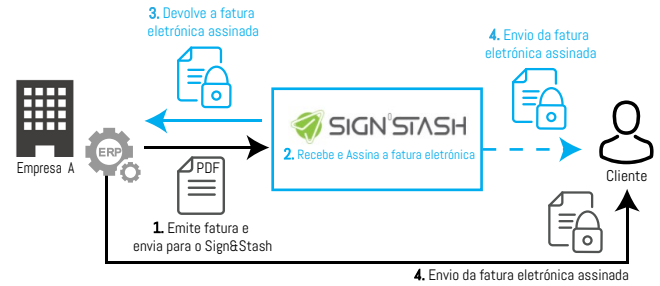 3. Devolve a fatura
eletrónica assinada
4. Envio da fatura
eletrónica assinada
SIGN&STASH
2. Recebe e Assina a fatura eletrónica
ERP
Empresa A
PDF
Cliente
1. Emite fatura e
envia para o Sign&Stash
4. Envio da fatura eletrónica assinada